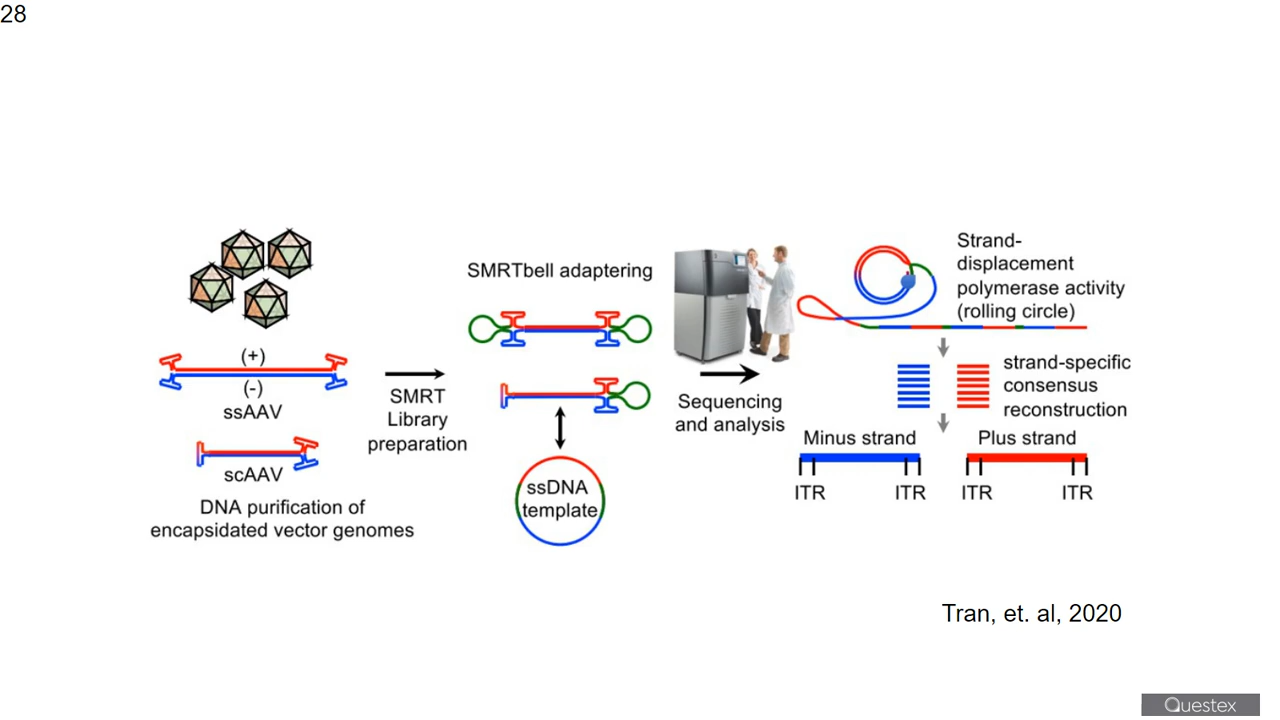 28
(+)
(-)
ssAAV
scAAV
DNA purification of
encapsidated vector genomes
SMRT
Library
preparation
SMRTbell adaptering
ssDNA
template
Sequencing
and analysis
Strand-
displacement
polymerase activity
(rolling circle)
strand-specific
consensus
reconstruction
Minus strand
Plus strand
ITR
ITR
ITR
ITR
Tran, et. al, 2020
Questex